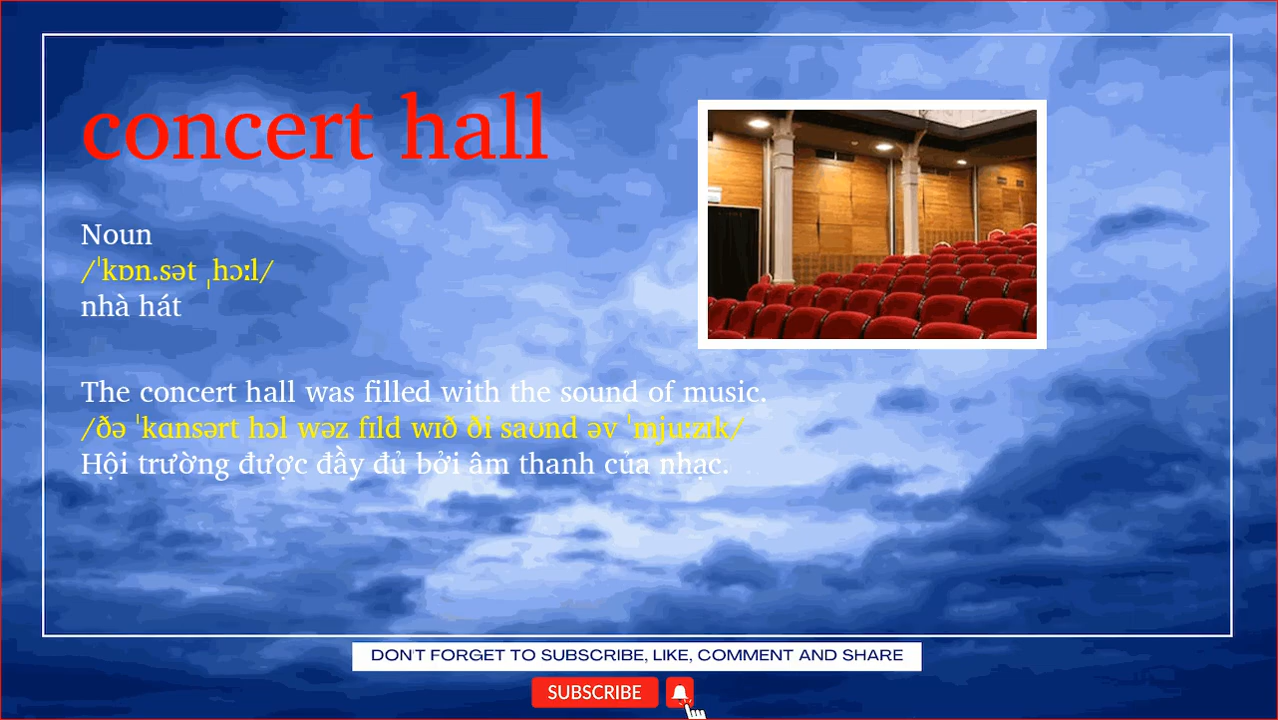 concert hall
Noun
/ˈkɒn.sət ˌhɔːl/
nhà hát
The concert hall was filled with the sound of music.
/ðə ˈkɑnsərt hɔl wəz fɪld wɪð ði saʊnd əv ˈmjuːzɪk/
Hội trường được đầy đủ bởi âm thanh của nhạc.
DON'T FORGET TO SUBSCRIBE, LIKE, COMMENT AND SHARE
SUBSCRIBE